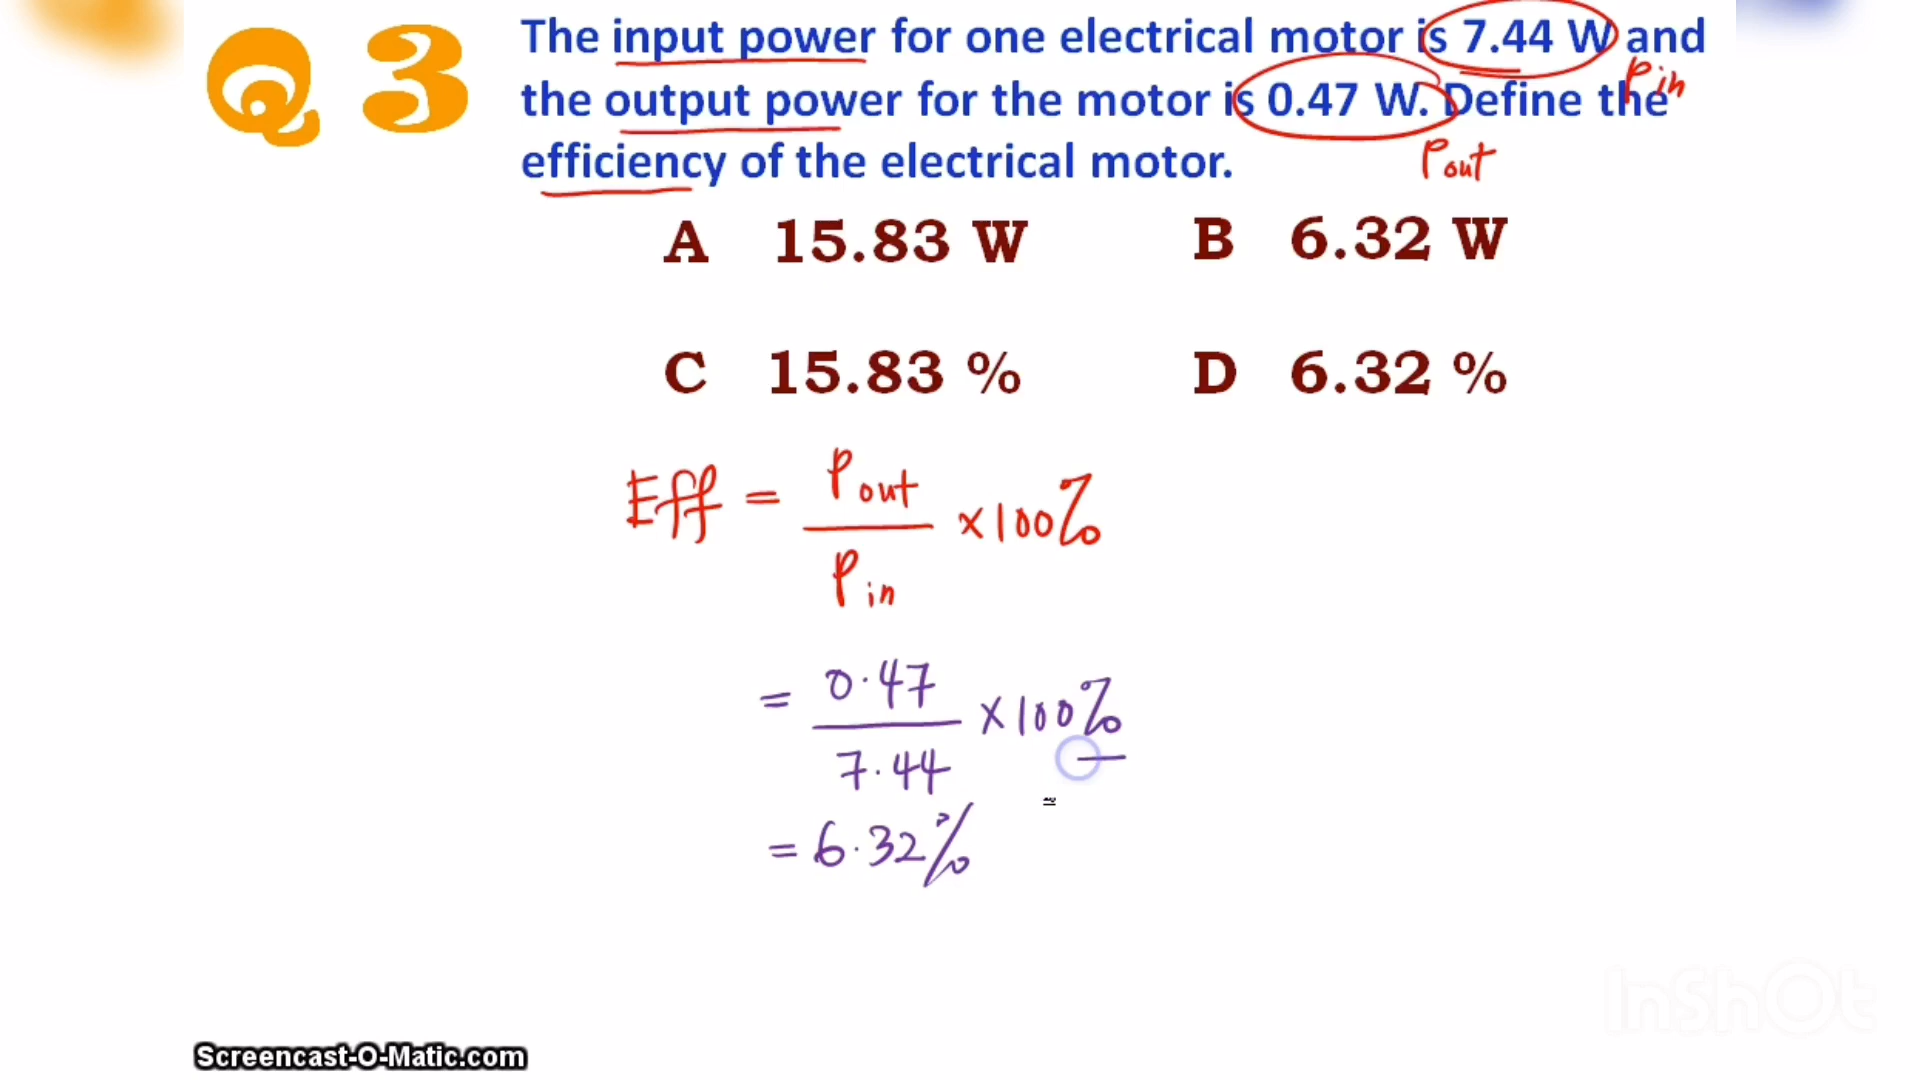 Q 3
The input power for one electrical motor is 7.44 W and
Pin
the output power for the motor is 0.47 W. Define the
Pout
efficiency of the electrical motor.
A 15.83 W B 6.32 W
C 15.83 % D 6.32 %
Eff = Pout / Pin ×100%
= 0.47 / 7.44 ×100%
= 6.32%
InShOt
Screencast-O-Matic.com